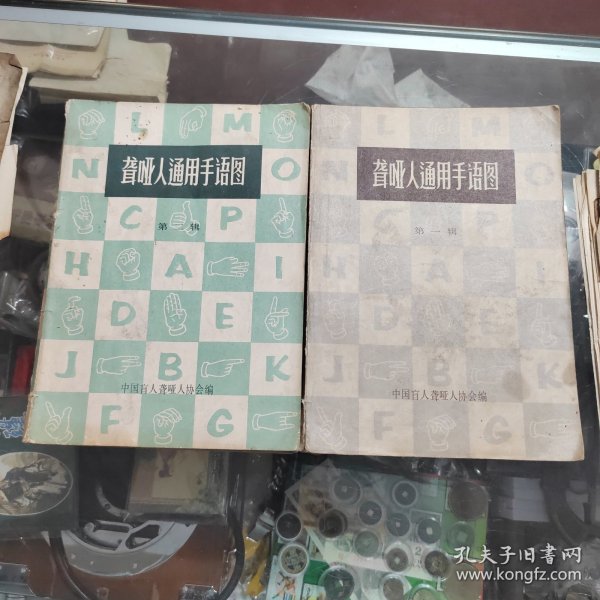 L M
N O
聋哑人通用手语图
C P
第 辑
H A I
D E
J B K
中国盲人聋哑人协会编
F G
L M
N O
聋哑人通用手语图
C P
第一辑
H A I
D E
J B K
中国盲人聋哑人协会编
F G
孔夫子旧书网
www.kongfz.com